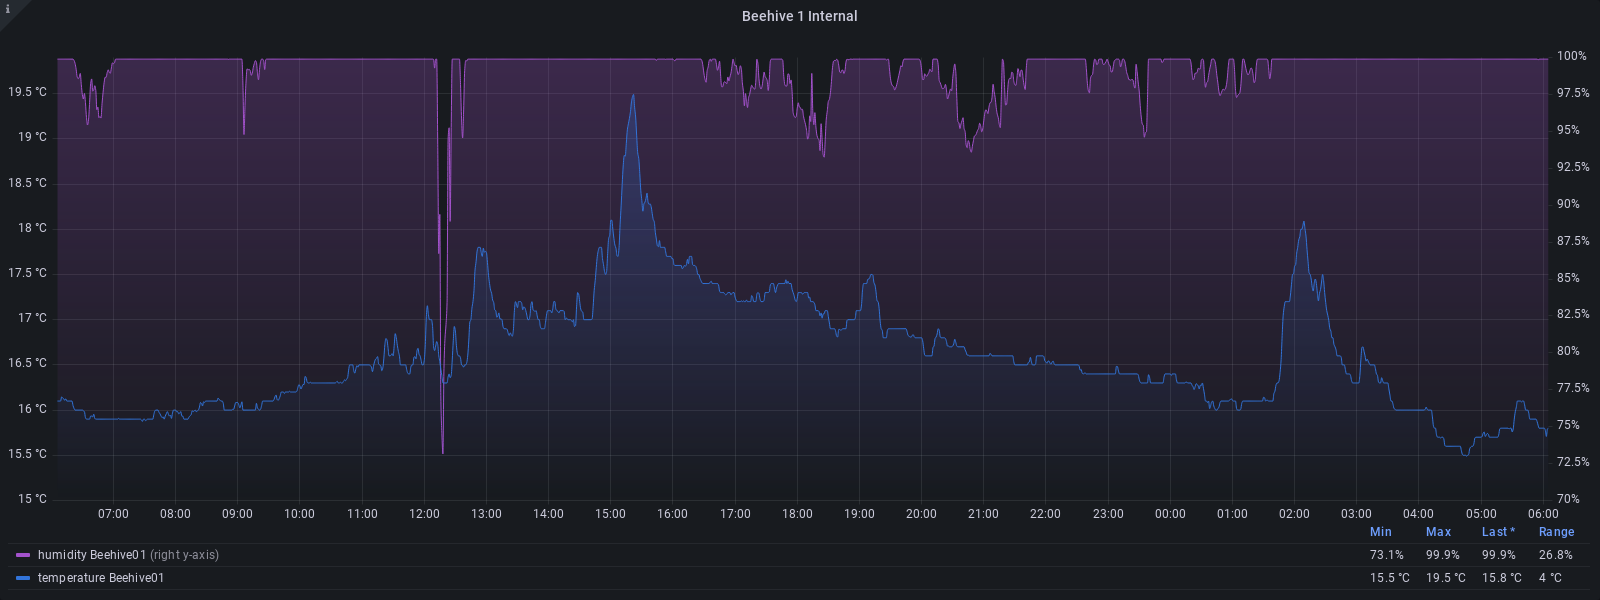 i
Beehive 1 Internal
100%
19.5 °C 97.5%
19 °C 95%
92.5%
18.5 °C
90%
18 °C
87.5%
17.5 °C 85%
17 °C 82.5%
80%
16.5 °C
77.5%
16 °C
75%
15.5 °C 72.5%
15 °C 70%
07:00 08:00 09:00 10:00 11:00 12:00 13:00 14:00 15:00 16:00 17:00 18:00 19:00 20:00 21:00 22:00 23:00 00:00 01:00 02:00 03:00 04:00 05:00 06:00
Min Max Last * Range
humidity Beehive01 (right y-axis) 73.1% 99.9% 99.9% 26.8%
temperature Beehive01 15.5 °C 19.5 °C 15.8 °C 4 °C